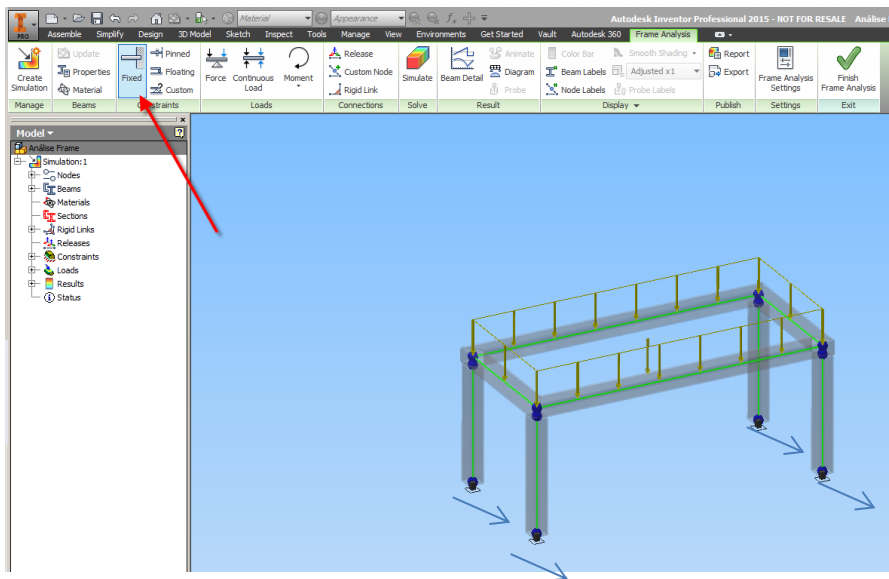 PRO
Material
Appearance
Autodesk Inventor Professional 2015 - NOT FOR RESALE Análise
Assemble Simplify Design 3D Model Sketch Inspect Tools Manage View Environments Get Started Vault Autodesk 360 Frame Analysis
Update Pinned Release Animate Color Bar Smooth Shading Report
Properties Floating Custom Node Diagram Beam Labels Adjusted x1 Export
Material Custom Rigid Link Probe Node Labels Probe Labels
Create Simulation Fixed Force Continuous Load Moment Simulate Beam Detail Frame Analysis Settings Finish Frame Analysis
Manage Beams Constraints Loads Connections Solve Result Display Publish Settings Exit
Model
Análise Frame
Simulation:1
Nodes
Beams
Materials
Sections
Rigid Links
Releases
Constraints
Loads
Results
Status